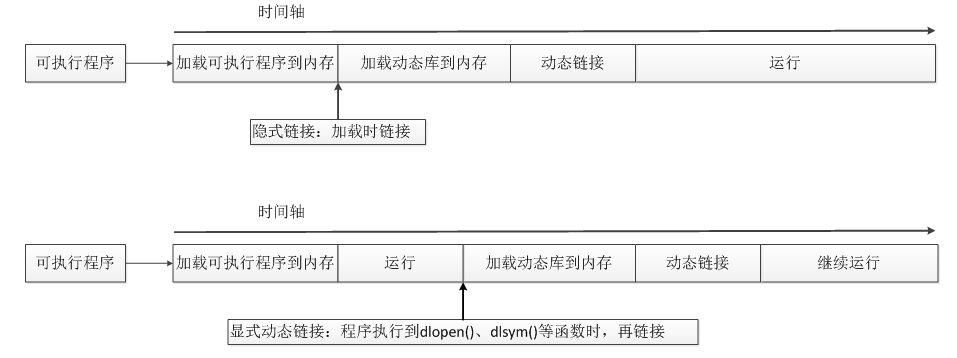 时间轴
可执行程序
加载可执行程序到内存
加载动态库到内存
动态链接
运行
隐式链接：加载时链接
时间轴
可执行程序
加载可执行程序到内存
运行
加载动态库到内存
动态链接
继续运行
显式动态链接：程序执行到dlopen()、dlsym()等函数时，再链接